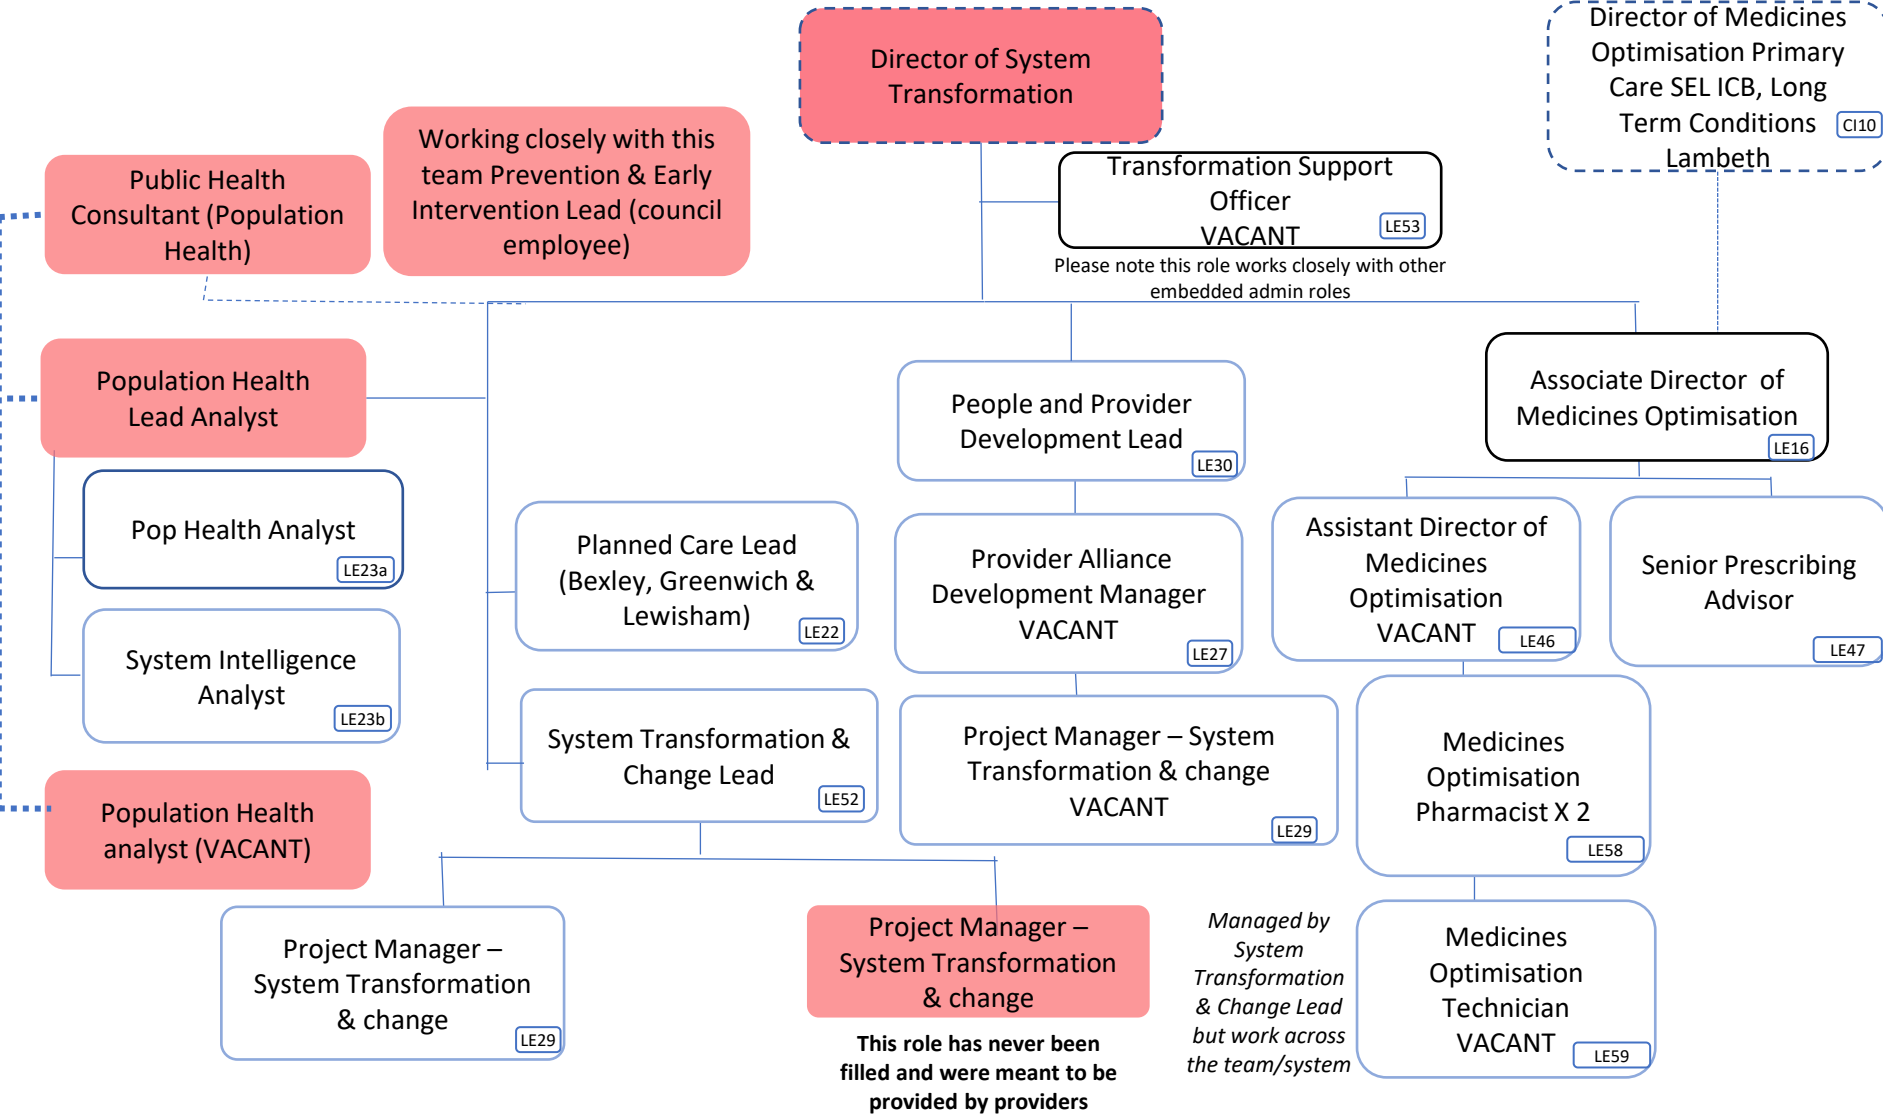 Director of System
Transformation
Director of Medicines
Optimisation Primary
Care SEL ICB, Long
Term Conditions
Lambeth
CI10
Working closely with this
team Prevention & Early
Intervention Lead (council
employee)
Public Health
Consultant (Population
Health)
Transformation Support
Officer
VACANT
LE53
Please note this role works closely with other
embedded admin roles
Population Health
Lead Analyst
People and Provider
Development Lead
LE30
Associate Director  of
Medicines Optimisation
LE16
Pop Health Analyst
LE23a
Planned Care Lead
(Bexley, Greenwich &
Lewisham)
LE22
Provider Alliance
Development Manager
VACANT
LE27
Assistant Director of
Medicines
Optimisation
VACANT
LE46
Senior Prescribing
Advisor
LE47
System Intelligence
Analyst
LE23b
System Transformation &
Change Lead
LE52
Project Manager – System
Transformation & change
VACANT
LE29
Medicines
Optimisation
Pharmacist X 2
LE58
Population Health
analyst (VACANT)
Project Manager –
System Transformation
& change
LE29
Project Manager –
System Transformation
& change
This role has never been
filled and were meant to be
provided by providers
Managed by
System
Transformation
& Change Lead
but work across
the team/system
Medicines
Optimisation
Technician
VACANT
LE59